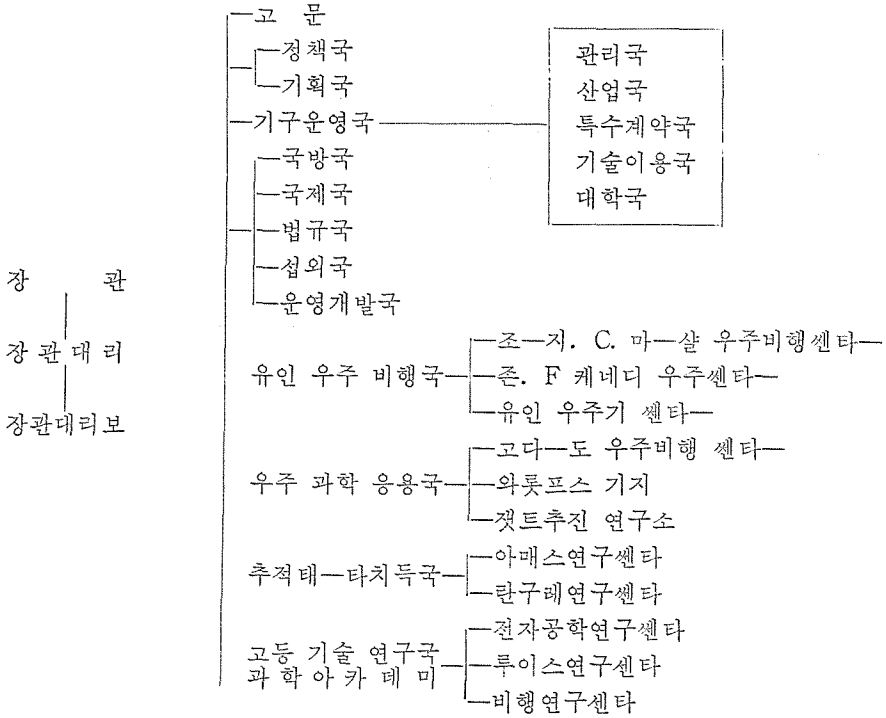 장 관
장 관 대 리
장관대리보
고 문
정책국
기획국
기구운영국
관리국
산업국
특수계약국
기술이용국
대학국
국방국
국제국
법규국
섭외국
운영개발국
유인 우주 비행국
조―지. C. 마―샬 우주비행쎈타
존. F 케네디 우주쎈타
유인 우주기 쎈타
우주 과학 응용국
고다―도 우주비행 쎈타
와롯프스 기지
잿트추진 연구소
추적태―타치득국
아매스연구쎈타
란구레연구쎈타
고등 기술 연구국
과 학 아 카 데 미
전자공학연구쎈타
루이스연구센타
비행연구센타